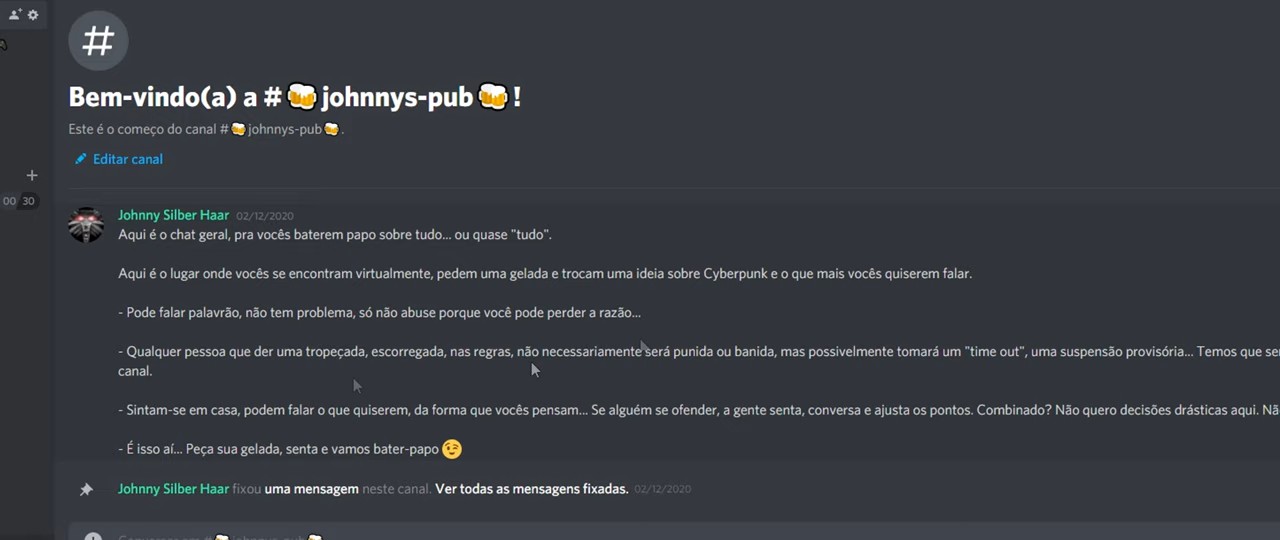 Bem-vindo(a) a # 🍻johnnys-pub🍻!
Este é o começo do canal #🍻johnnys-pub🍻.
Editar canal
00 30
Johnny Silber Haar 02/12/2020
Aqui é o chat geral, pra vocês baterem papo sobre tudo... ou quase "tudo".
Aqui é o lugar onde vocês se encontram virtualmente, pedem uma gelada e trocam uma ideia sobre Cyberpunk e o que mais vocês quiserem falar.
- Pode falar palavrão, não tem problema, só não abuse porque você pode perder a razão...
- Qualquer pessoa que der uma tropeçada, escorregada, nas regras, não necessariamente será punida ou banida, mas possivelmente tomará um "time out", uma suspensão provisória... Temos que
canal.
- Sintam-se em casa, podem falar o que quiserem, da forma que vocês pensam... Se alguém se ofender, a gente senta, conversa e ajusta os pontos. Combinado? Não quero decisões drásticas aqui.
- É isso aí... Peça sua gelada, senta e vamos bater-papo 😉
Johnny Silber Haar fixou uma mensagem neste canal. Ver todas as mensagens fixadas. 02/12/2020